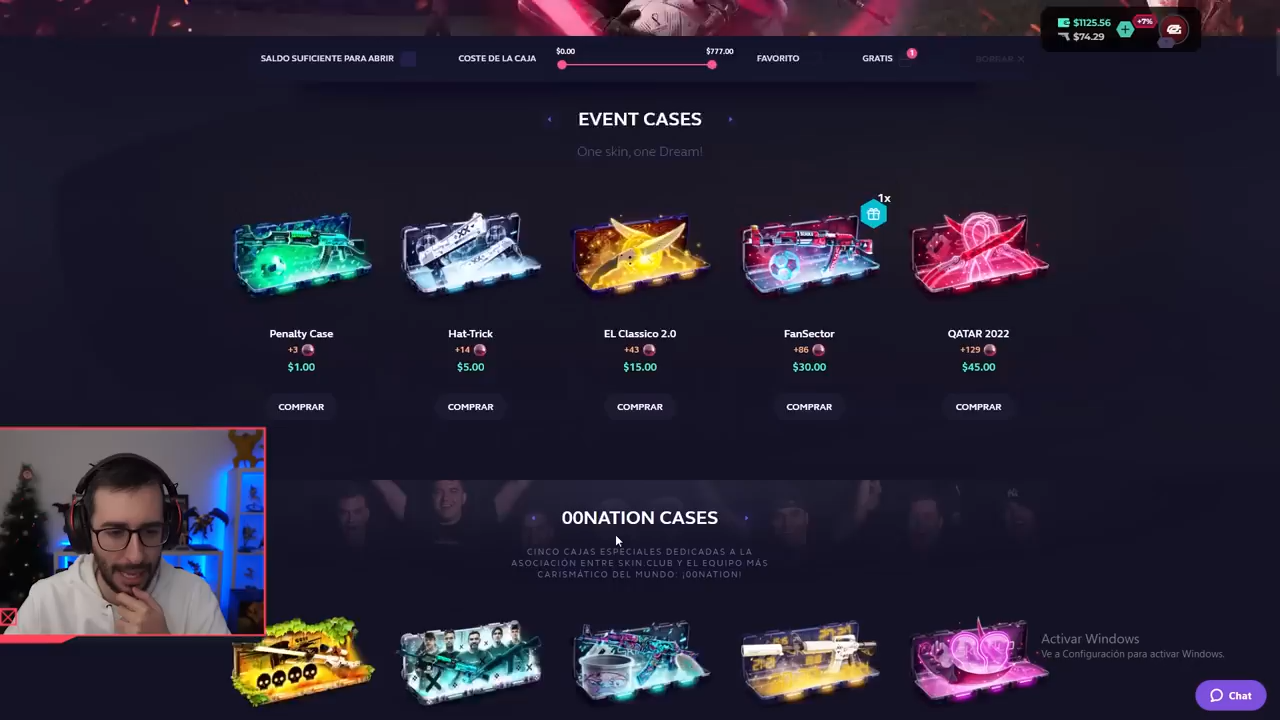 $1125.56
+7%
$74.29
SALDO SUFICIENTE PARA ABRIR
COSTE DE LA CAJA
$0.00
$777.00
FAVORITO
GRATIS
1
BORRAR ×
EVENT CASES
One skin, one Dream!
1x
Penalty Case
Hat-Trick
EL Classico 2.0
FanSector
QATAR 2022
+3
+14
+43
+86
+129
$1.00
$5.00
$15.00
$30.00
$45.00
COMPRAR
COMPRAR
COMPRAR
COMPRAR
COMPRAR
00NATION CASES
CINCO CAJAS ESPECIALES DEDICADAS A LA
ASOCIACIÓN ENTRE SKIN CLUB Y EL EQUIPO MÁS
CARISMÁTICO DEL MUNDO: ¡00NATION!
Activar Windows
Ve a Configuración para activar Windows.
Chat